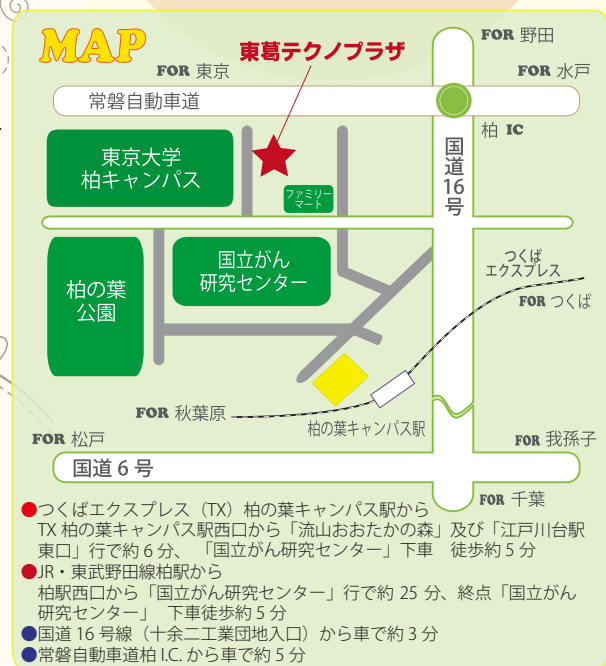 MAP
東葛テクノプラザ
FOR 野田
FOR 東京
FOR 水戸
常磐自動車道
柏 IC
東京大学
柏キャンパス
国道16号
ファミリー
マート
柏の葉
公園
国立がん
研究センター
つくば
エクスプレス
FOR つくば
FOR 秋葉原
柏の葉キャンパス駅
FOR 松戸
FOR 我孫子
国道 6 号
FOR 千葉
●つくばエクスプレス（TX）柏の葉キャンパス駅から
TX 柏の葉キャンパス駅西口から「流山おおたかの森」及び「江戸川台駅
東口」行で約 6 分、 「国立がん研究センター」下車　徒歩約 5 分
●JR・東武野田線柏駅から
柏駅西口から「国立がん研究センター」行で約 25 分、終点「国立がん
研究センター」 下車徒歩約 5 分
●国道 16 号線（十余二工業団地入口）から車で約 3 分
●常磐自動車道柏 I.C. から車で約 5 分